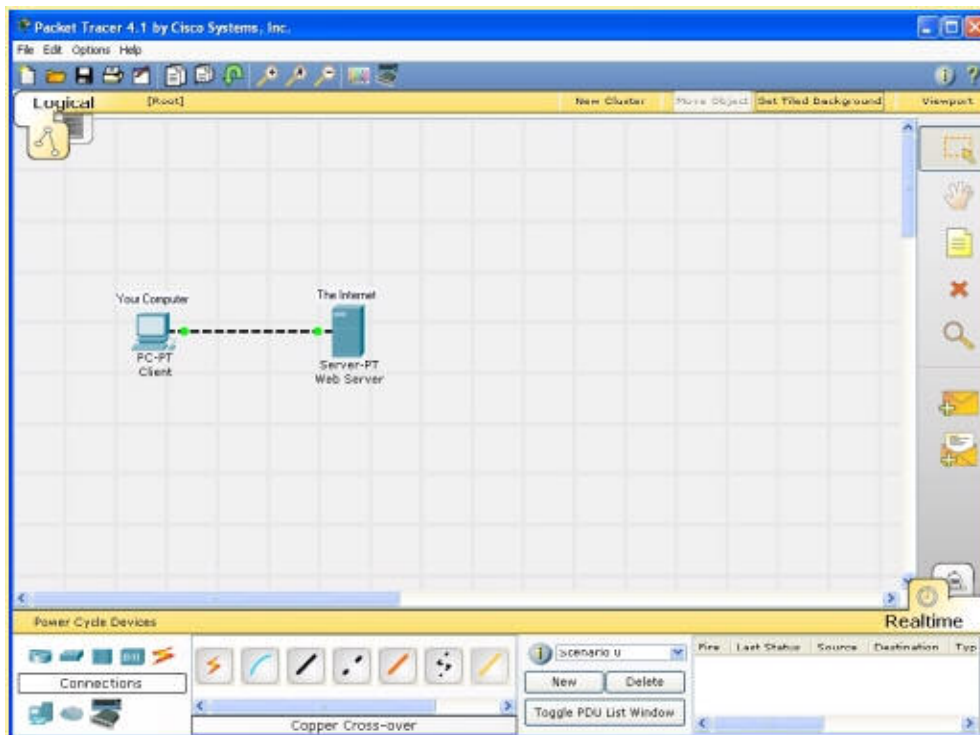 Packet Tracer 4.1 by Cisco Systems, Inc.
File Edit Options Help
Logical [Root] New Cluster Move Object Set Tiled Background Viewport
Your Computer The Internet
PC-PT
Client
Server-PT
Web Server
Power Cycle Devices Realtime
Connections
Copper Cross-over
Scenario 0
New Delete
Toggle PDU List Window
Fire Last Status Source Destination Typ